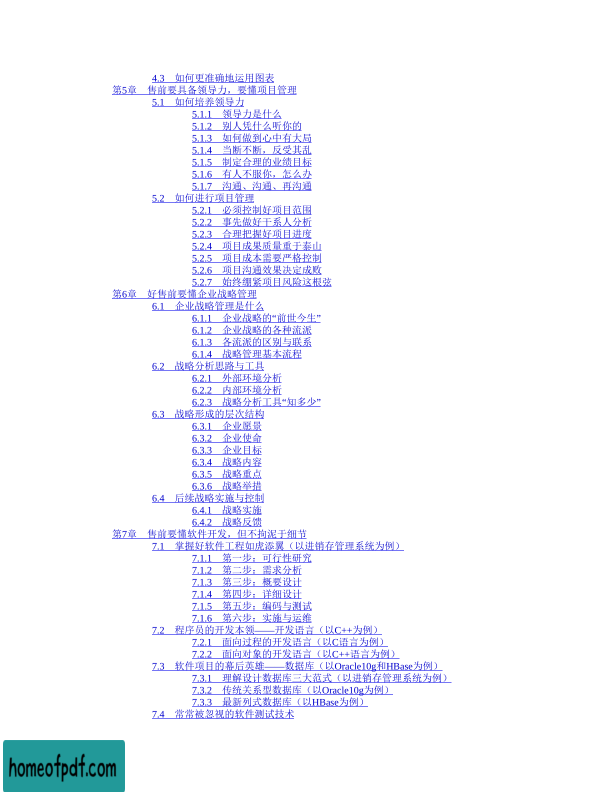 4.3 如何更准确地运用图表
第5章 售前要具备领导力，要懂项目管理
5.1 如何培养领导力
5.1.1 领导力是什么
5.1.2 别人凭什么听你的
5.1.3 如何做到心中有大局
5.1.4 当断不断，反受其乱
5.1.5 制定合理的业绩目标
5.1.6 有人不服你，怎么办
5.1.7 沟通、沟通、再沟通
5.2 如何进行项目管理
5.2.1 必须控制好项目范围
5.2.2 事先做好干系人分析
5.2.3 合理把握好项目进度
5.2.4 项目成果质量重于泰山
5.2.5 项目成本需要严格控制
5.2.6 项目沟通效果决定成败
5.2.7 始终绷紧项目风险这根弦
第6章 好售前要懂企业战略管理
6.1 企业战略管理是什么
6.1.1 企业战略的“前世今生”
6.1.2 企业战略的各种流派
6.1.3 各流派的区别与联系
6.1.4 战略管理基本流程
6.2 战略分析思路与工具
6.2.1 外部环境分析
6.2.2 内部环境分析
6.2.3 战略分析工具“知多少”
6.3 战略形成的层次结构
6.3.1 企业愿景
6.3.2 企业使命
6.3.3 企业目标
6.3.4 战略内容
6.3.5 战略重点
6.3.6 战略举措
6.4 后续战略实施与控制
6.4.1 战略实施
6.4.2 战略反馈
第7章 售前要懂软件开发，但不拘泥于细节
7.1 掌握好软件工程如虎添翼（以进销存管理系统为例）
7.1.1 第一步：可行性研究
7.1.2 第二步：需求分析
7.1.3 第三步：概要设计
7.1.4 第四步：详细设计
7.1.5 第五步：编码与测试
7.1.6 第六步：实施与运维
7.2 程序员的开发本领——开发语言（以C++为例）
7.2.1 面向过程的开发语言（以C语言为例）
7.2.2 面向对象的开发语言（以C++语言为例）
7.3 软件项目的幕后英雄——数据库（以Oracle10g和HBase为例）
7.3.1 理解设计数据库三大范式（以进销存管理系统为例）
7.3.2 传统关系型数据库（以Oracle10g为例）
7.3.3 最新列式数据库（以HBase为例）
7.4 常常被忽视的软件测试技术
homeofpdf.com